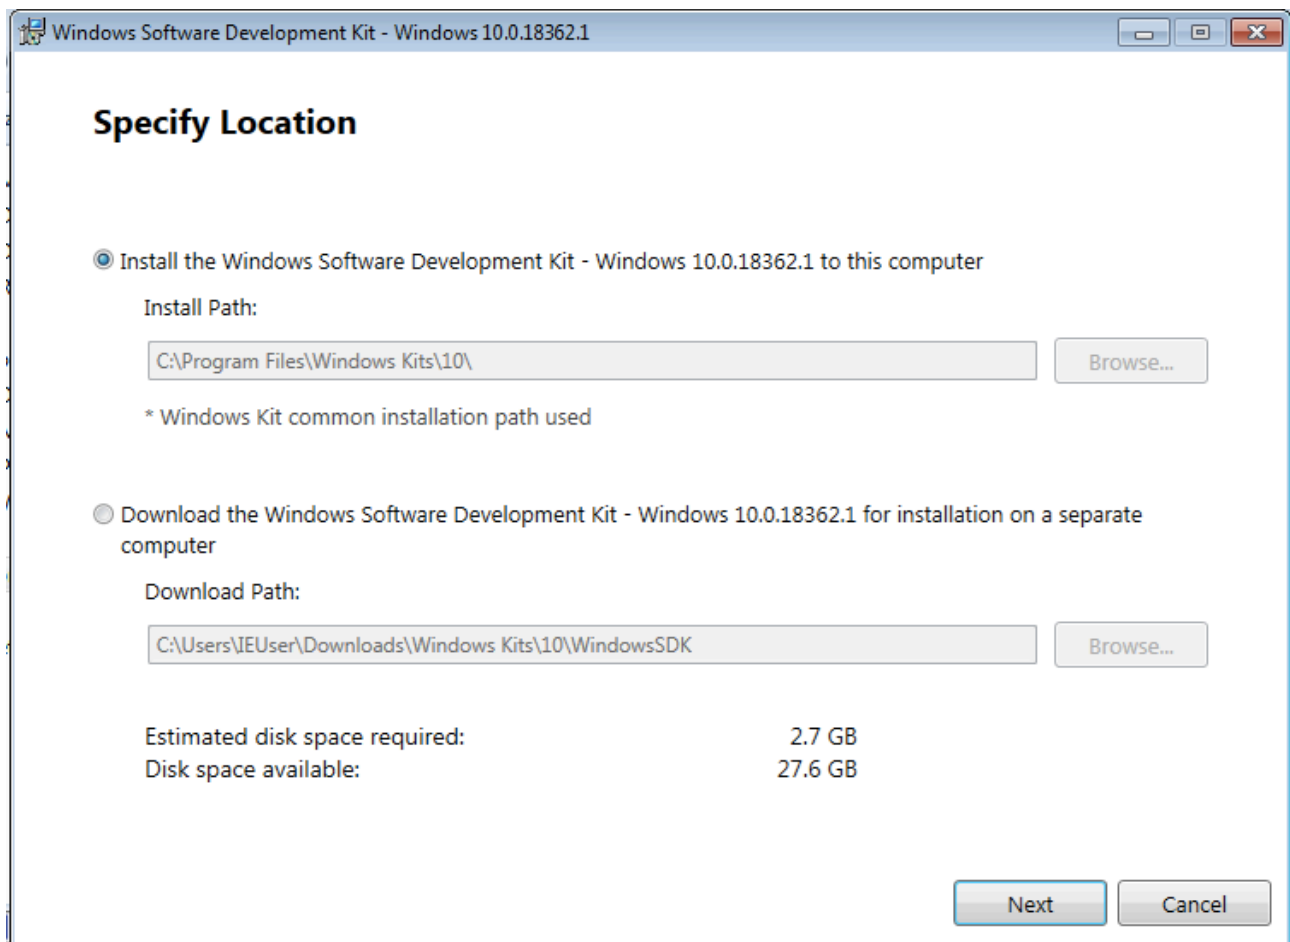 Windows Software Development Kit - Windows 10.0.18362.1
Specify Location
Install the Windows Software Development Kit - Windows 10.0.18362.1 to this computer
Install Path:
C:\Program Files\Windows Kits\10\
Browse...
* Windows Kit common installation path used
Download the Windows Software Development Kit - Windows 10.0.18362.1 for installation on a separate
computer
Download Path:
C:\Users\IEUser\Downloads\Windows Kits\10\WindowsSDK
Browse...
Estimated disk space required: 2.7 GB
Disk space available: 27.6 GB
Next Cancel